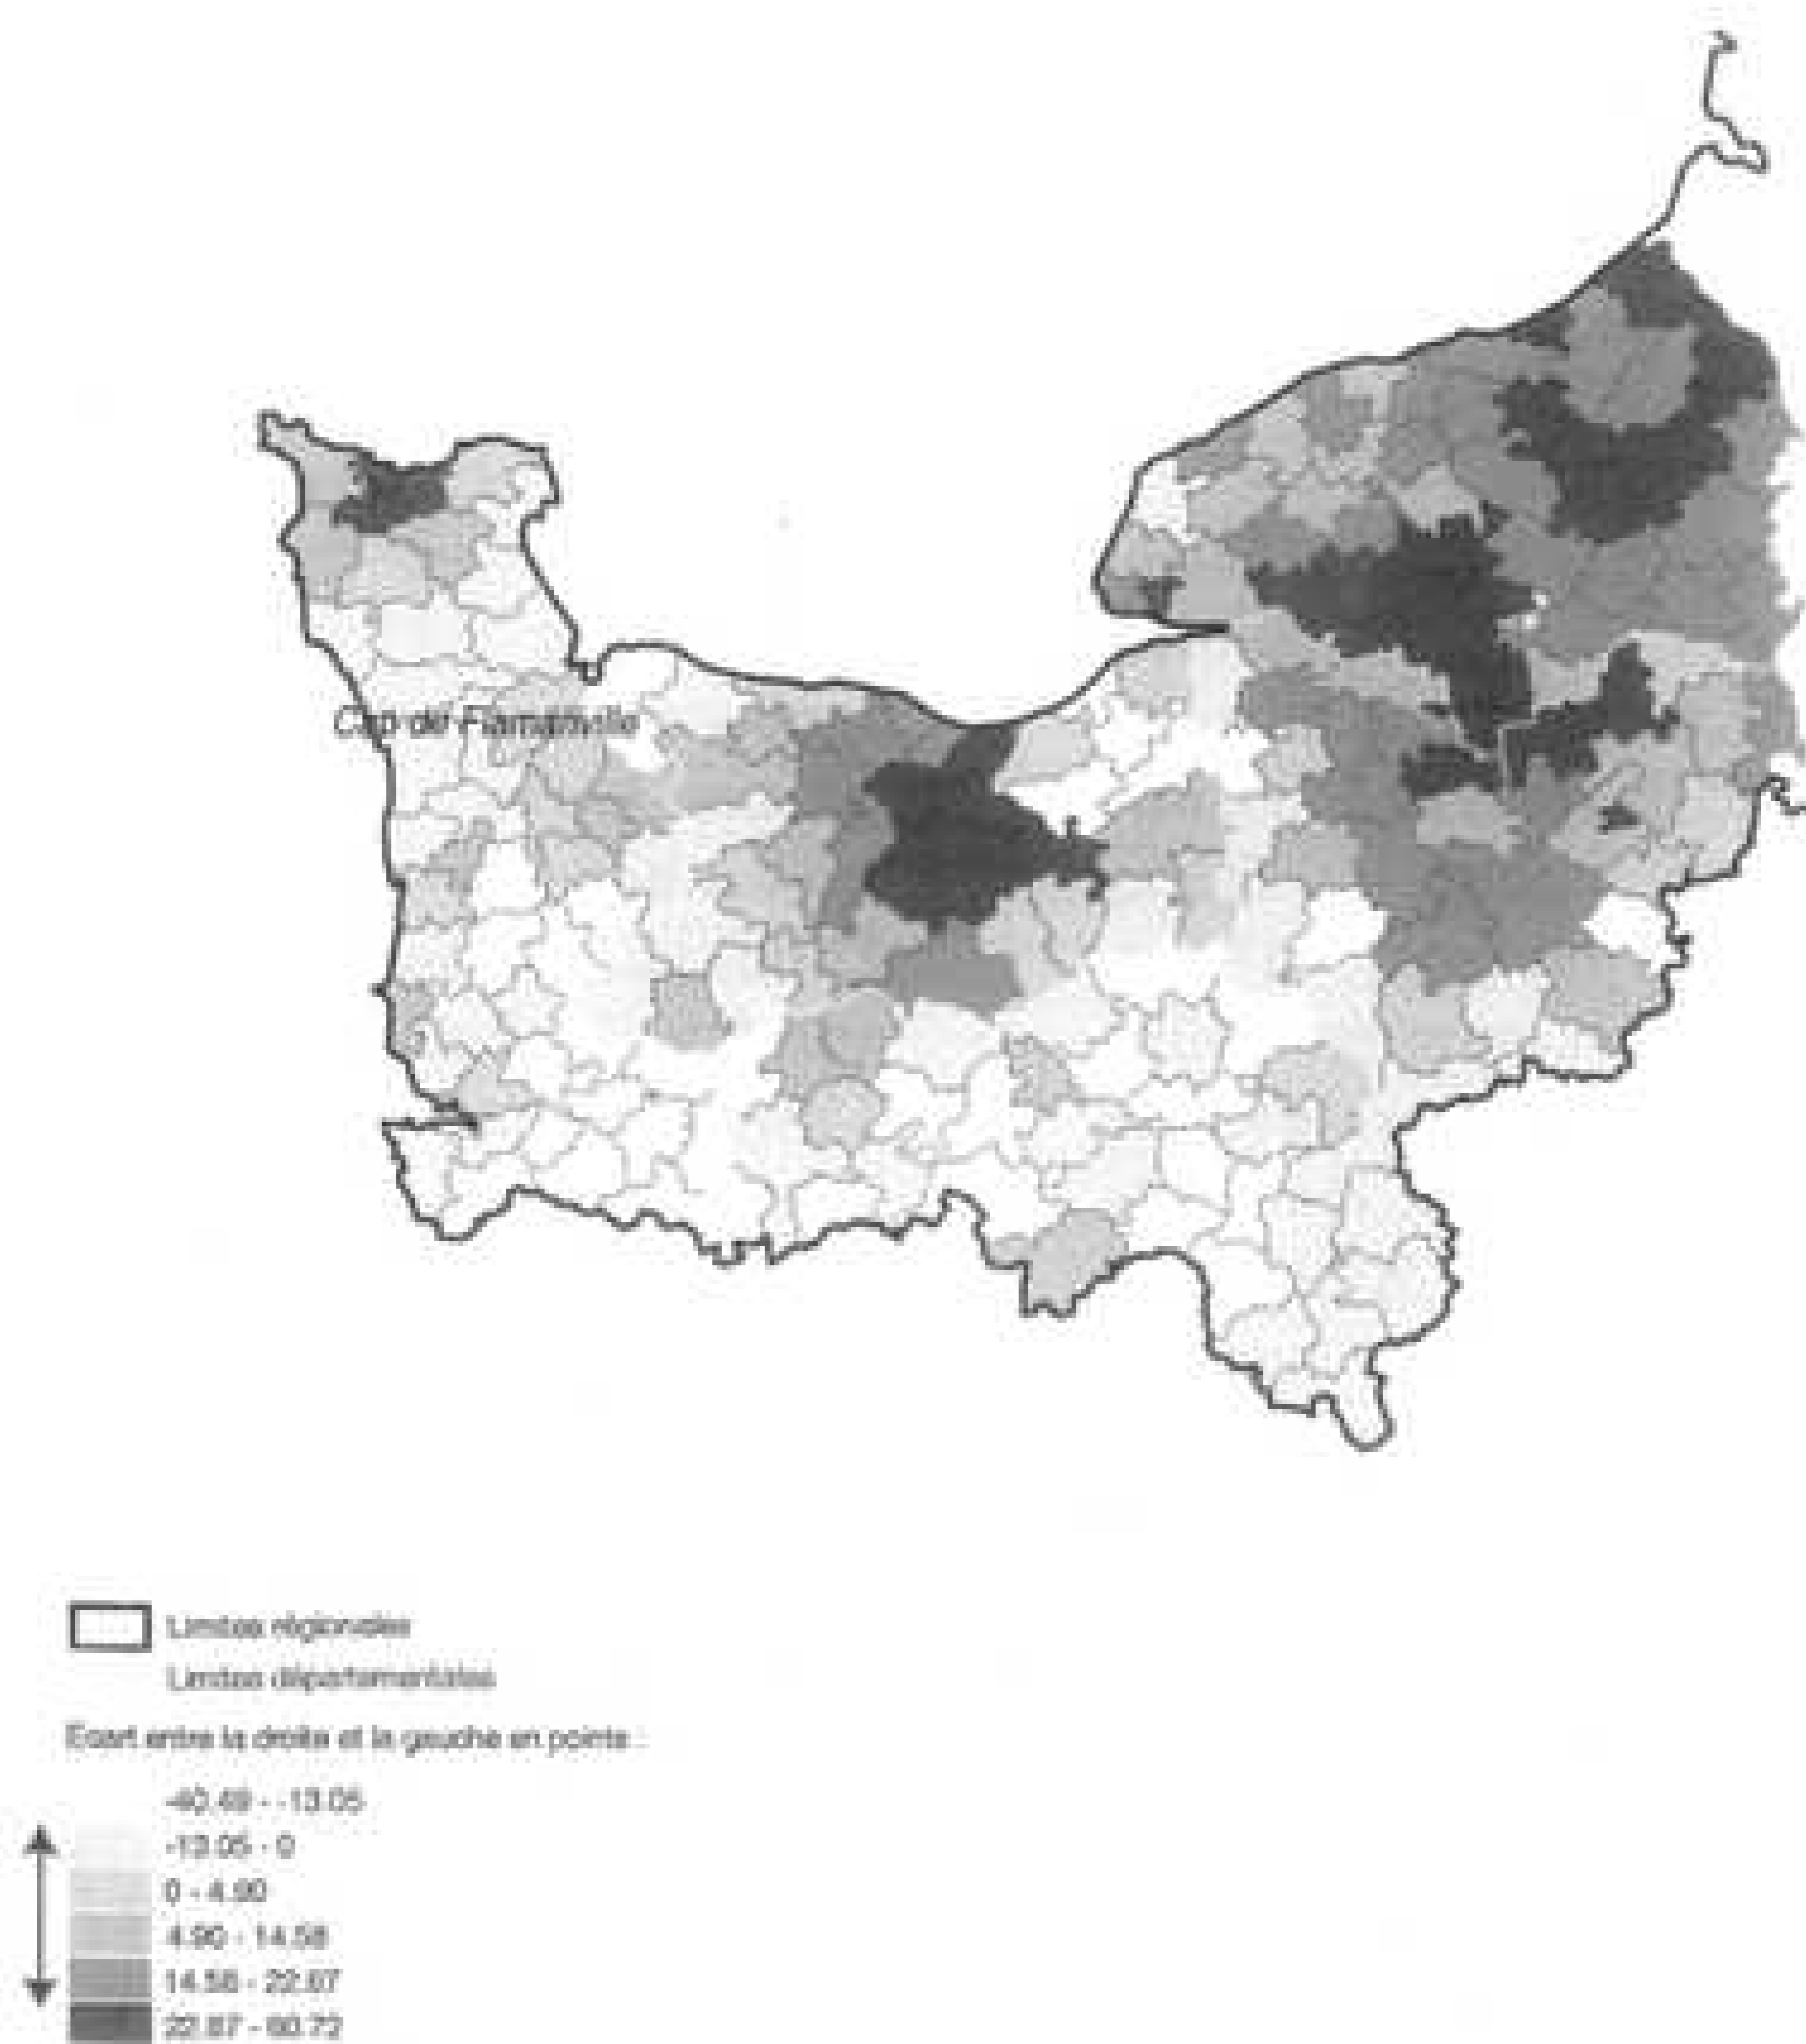 Cap de Flamanville
Limites régionales
Limites départementales
Ecart entre la droite et la gauche en points :
-40.49 - -13.05
-13.05 - 0
0 - 4.90
4.90 - 14.58
14.58 - 22.87
22.87 - 60.72